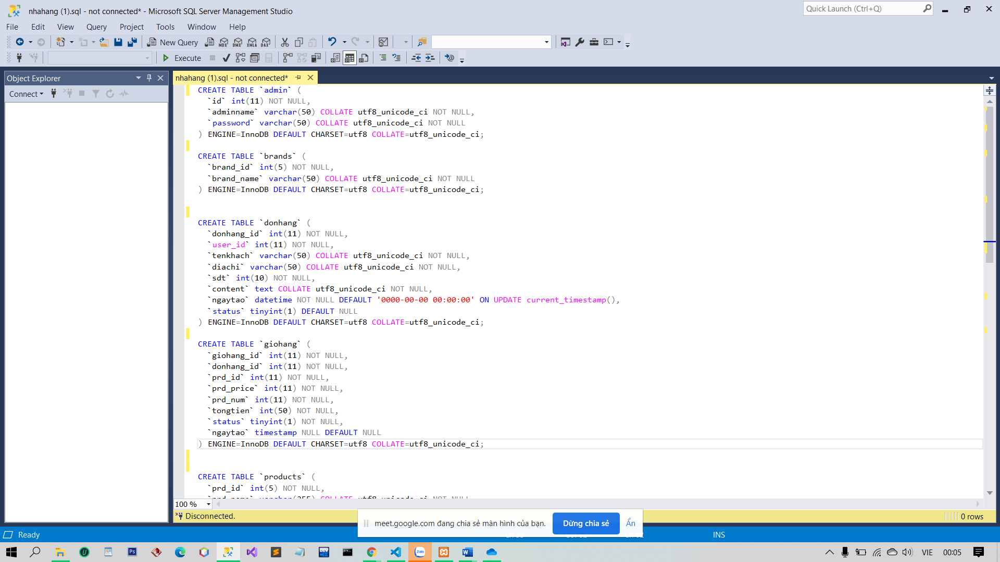 nhahang (1).sql - not connected* - Microsoft SQL Server Management Studio
Quick Launch (Ctrl+Q)
File Edit View Query Project Tools Window Help
New Query
MDX DMX XMLA DAX
Execute
Object Explorer
Connect
nhahang (1).sql - not connected*
CREATE TABLE `admin` (
`id` int(11) NOT NULL,
`adminname` varchar(50) COLLATE utf8_unicode_ci NOT NULL,
`password` varchar(50) COLLATE utf8_unicode_ci NOT NULL
) ENGINE=InnoDB DEFAULT CHARSET=utf8 COLLATE=utf8_unicode_ci;
CREATE TABLE `brands` (
`brand_id` int(5) NOT NULL,
`brand_name` varchar(50) COLLATE utf8_unicode_ci NOT NULL
) ENGINE=InnoDB DEFAULT CHARSET=utf8 COLLATE=utf8_unicode_ci;
CREATE TABLE `donhang` (
`donhang_id` int(11) NOT NULL,
`user_id` int(11) NOT NULL,
`tenkhach` varchar(50) COLLATE utf8_unicode_ci NOT NULL,
`diachi` varchar(50) COLLATE utf8_unicode_ci NOT NULL,
`sdt` int(10) NOT NULL,
`content` text COLLATE utf8_unicode_ci NOT NULL,
`ngaytao` datetime NOT NULL DEFAULT '0000-00-00 00:00:00' ON UPDATE current_timestamp(),
`status` tinyint(1) DEFAULT NULL
) ENGINE=InnoDB DEFAULT CHARSET=utf8 COLLATE=utf8_unicode_ci;
CREATE TABLE `giohang` (
`giohang_id` int(11) NOT NULL,
`donhang_id` int(11) NOT NULL,
`prd_id` int(11) NOT NULL,
`prd_price` int(11) NOT NULL,
`prd_num` int(11) NOT NULL,
`tongtien` int(50) NOT NULL,
`status` tinyint(1) NOT NULL,
`ngaytao` timestamp NULL DEFAULT NULL
) ENGINE=InnoDB DEFAULT CHARSET=utf8 COLLATE=utf8_unicode_ci;
CREATE TABLE `products` (
`prd_id` int(5) NOT NULL,
100 %
Disconnected.
0 rows
meet.google.com đang chia sẻ màn hình của bạn. Dừng chia sẻ Ẩn
Ready
INS
VIE 00:05